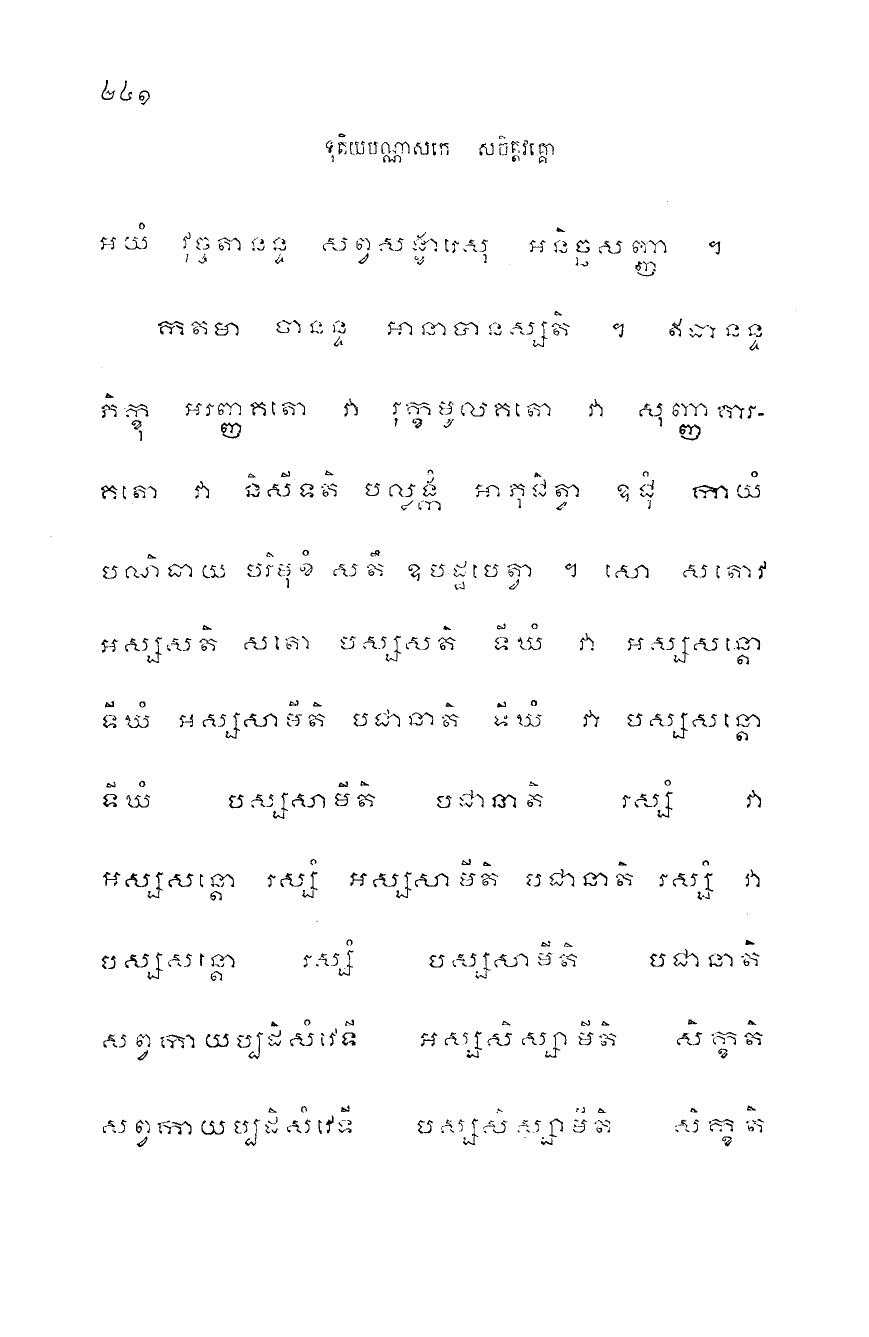 ២៤១
ទុតិយបណ្ណាសកេ សចិត្តវគ្គោ
អយំ វុច្ចតានន្ទ សព្វសង្ខារេសុ អនិច្ចសញ្ញា ។
កតមា ចានន្ទ អានាបានស្សតិ ។ ឥធានន្ទ
ភិក្ខុ អរញ្ញគតោ វា រុក្ខមូលគតោ វា សុញ្ញាគារ-
គតោ វា និសីទតិ បល្លង្កំ អាភុជិត្វា ឧជុំ កាយំ
បណិធាយ បរិមុខំ សតឹ ឧបដ្ឋបេត្វា ។ សោ សតោវ
អស្សសតិ សតោ បស្សសតិ ទីឃំ វា អស្សសន្តោ
ទីឃំ អស្សសាមីតិ បជានាតិ ទីឃំ វា បស្សសន្តោ
ទីឃំ បស្សសាមីតិ បជានាតិ រស្សំ វា
អស្សសន្តោ រស្សំ អស្សសាមីតិ បជានាតិ រស្សំ វា
បស្សសន្តោ រស្សំ បស្សសាមីតិ បជានាតិ
សព្វកាយប្បដិសំវេទី អស្សសិស្សាមីតិ សិក្ខតិ
សព្វកាយប្បដិសំវេទី បស្សសិស្សាមីតិ សិក្ខតិ